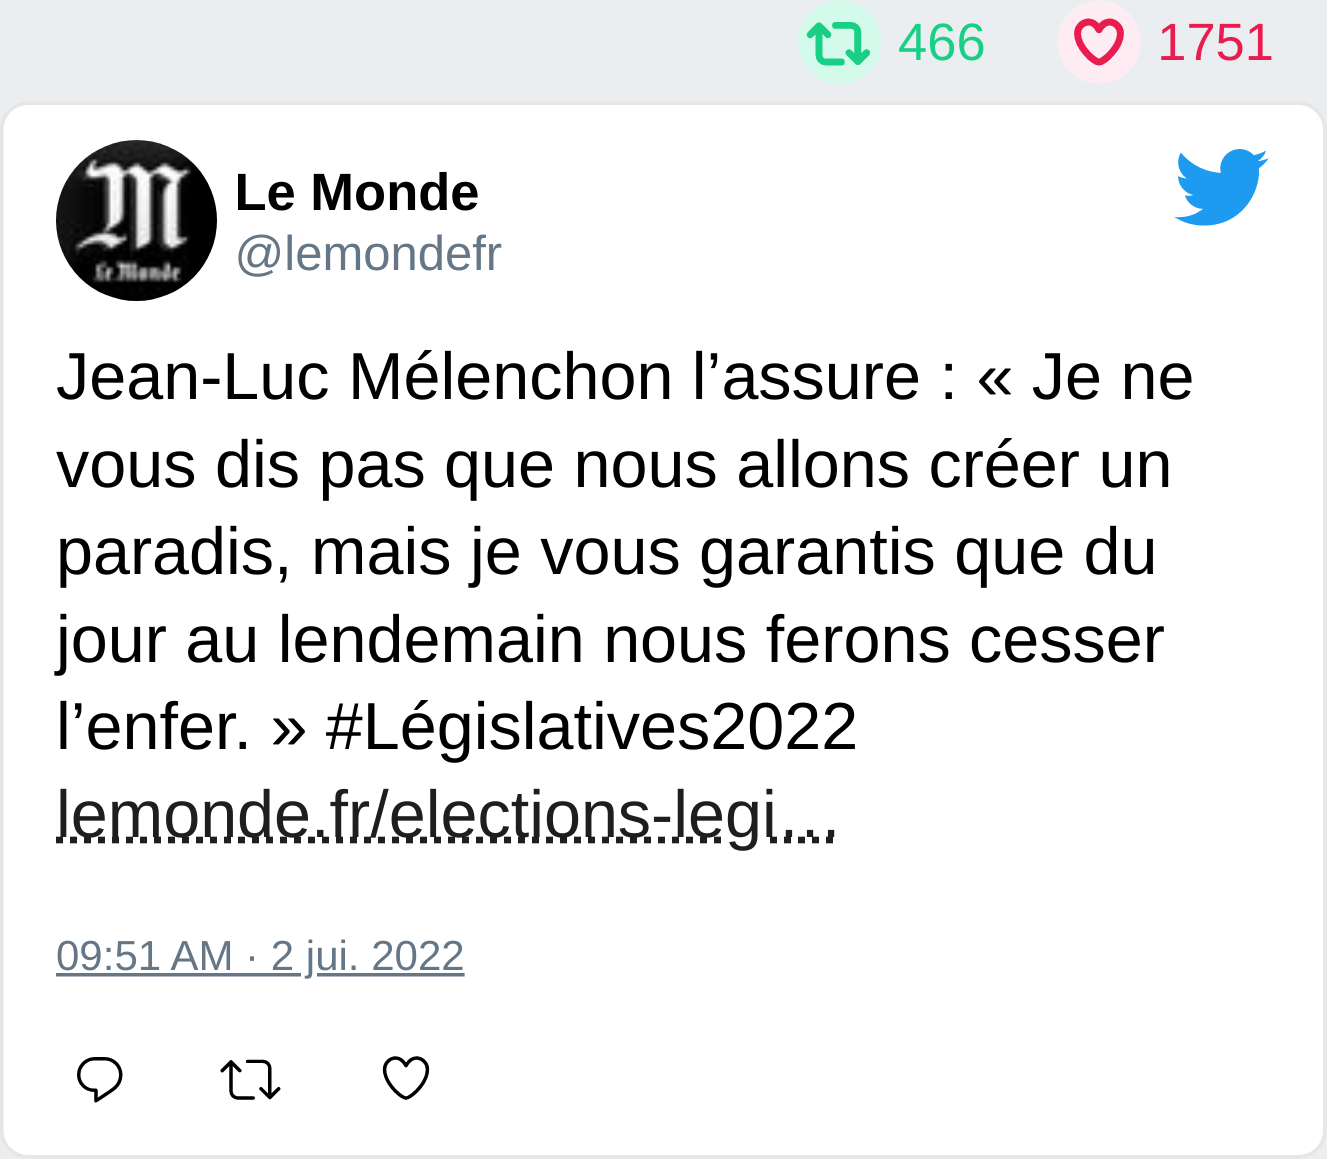 466 1751
Le Monde
Le Monde
@lemondefr
Jean-Luc Mélenchon l’assure : « Je ne
vous dis pas que nous allons créer un
paradis, mais je vous garantis que du
jour au lendemain nous ferons cesser
l’enfer. » #Législatives2022
lemonde.fr/elections-legi…
09:51 AM · 2 jui. 2022